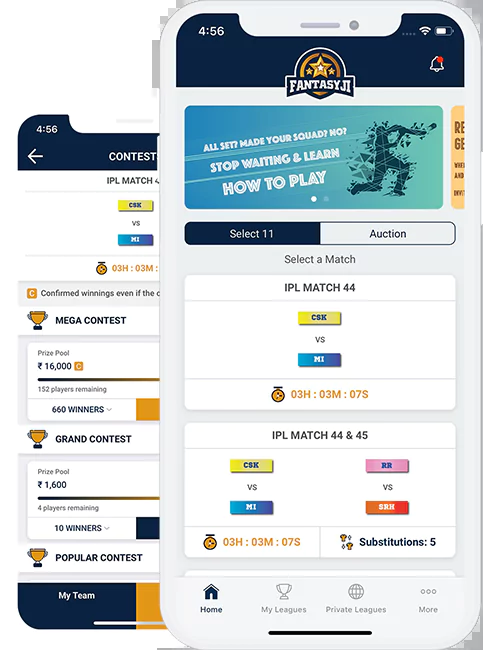 4:56
CONTEST
IPL MATCH 4
CSK
vs
MI
03H : 03M :
C Confirmed winnings even if the c
MEGA CONTEST
Prize Pool
₹ 16,000 C
152 players remaining
660 WINNERS
GRAND CONTEST
Prize Pool
₹ 1,600
4 players remaining
10 WINNERS
POPULAR CONTEST
My Team
4:56
FANTASYJI
ALL SET? MADE YOUR SQUAD? NO?
STOP WAITING & LEARN
HOW TO PLAY
RE
GE
WHE
AND
INVIT
Select 11
Auction
Select a Match
IPL MATCH 44
CSK
vs
MI
03H : 03M : 07S
IPL MATCH 44 & 45
CSK RR
vs vs
MI SRH
03H : 03M : 07S
Substitutions: 5
Home
My Leagues
Private Leagues
More